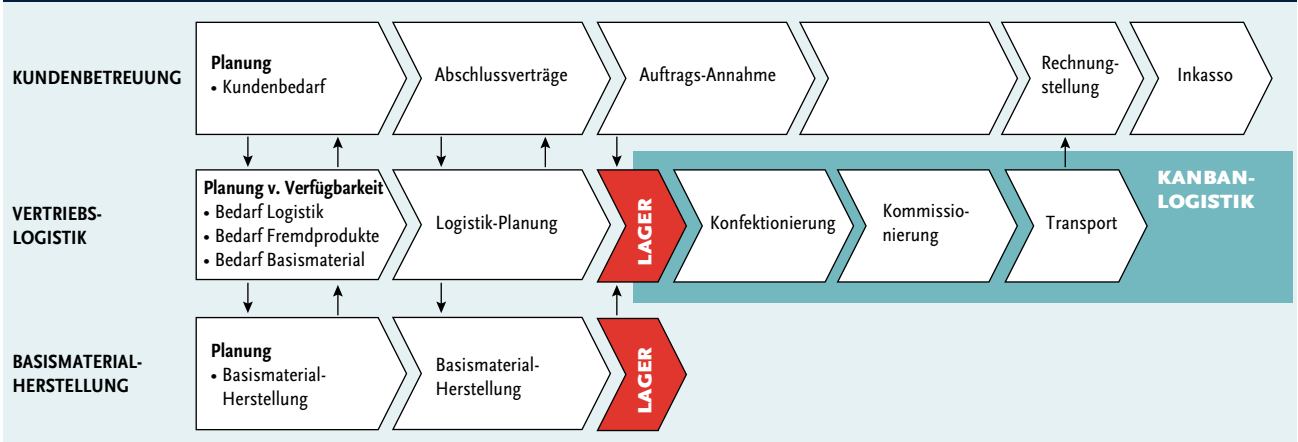 KUNDENBETREUUNG
Planung
• Kundenbedarf
Abschlussverträge
Auftrags-Annahme
Rechnung-
stellung
Inkasso
VERTRIEBS-
LOGISTIK
Planung v. Verfügbarkeit
• Bedarf Logistik
• Bedarf Fremdprodukte
• Bedarf Basismaterial
Logistik-Planung
LAGER
Konfektionierung
Kommissio-
nierung
Transport
KANBAN-
LOGISTIK
BASISMATERIAL-
HERSTELLUNG
Planung
• Basismaterial-
Herstellung
Basismaterial-
Herstellung
LAGER